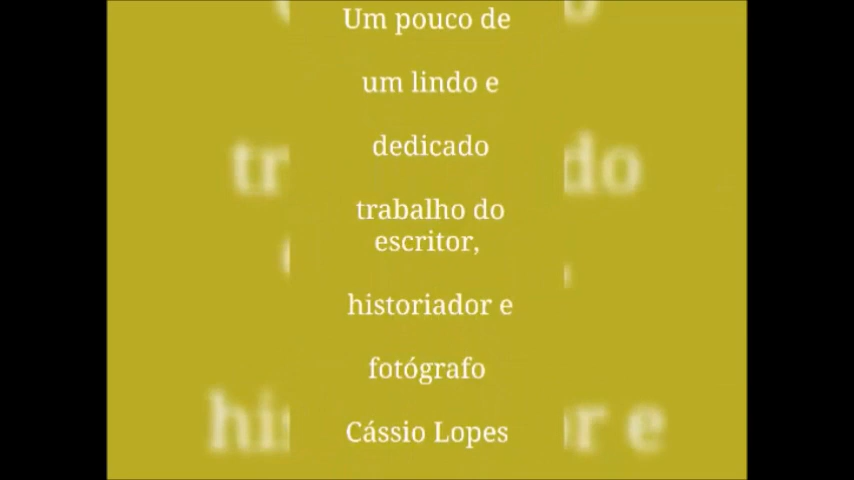 Um pouco de
um lindo e
dedicado
trabalho do
escritor,
historiador e
fotógrafo
Cássio Lopes